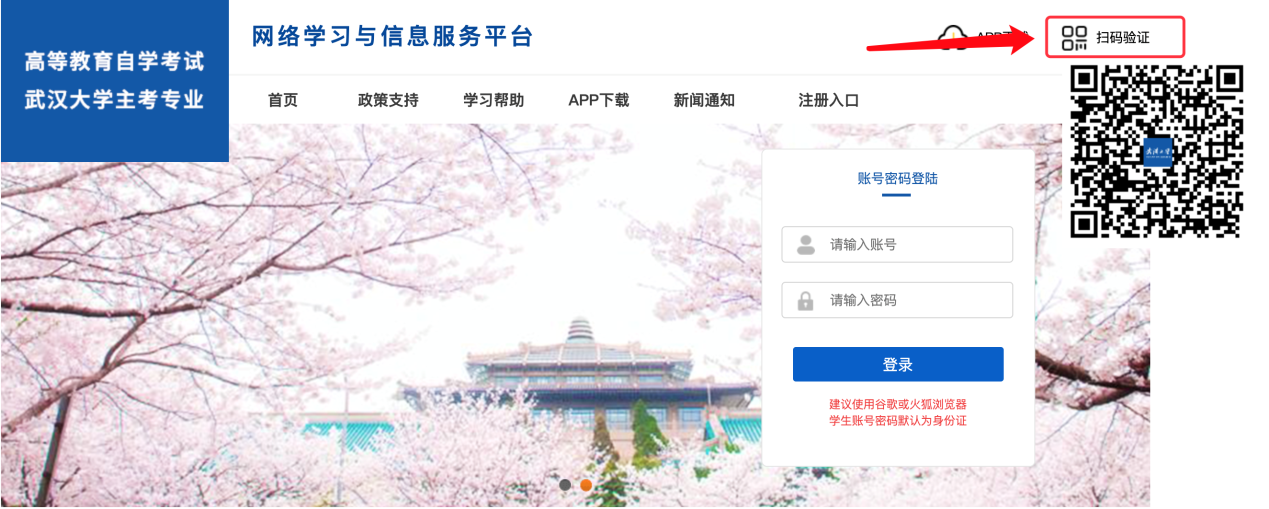 高等教育自学考试
武汉大学主考专业
网络学习与信息服务平台
扫码验证
首页 政策支持 学习帮助 APP下载 新闻通知 注册入口
账号密码登陆
请输入账号
请输入密码
登录
建议使用谷歌或火狐浏览器
学生账号密码默认为身份证